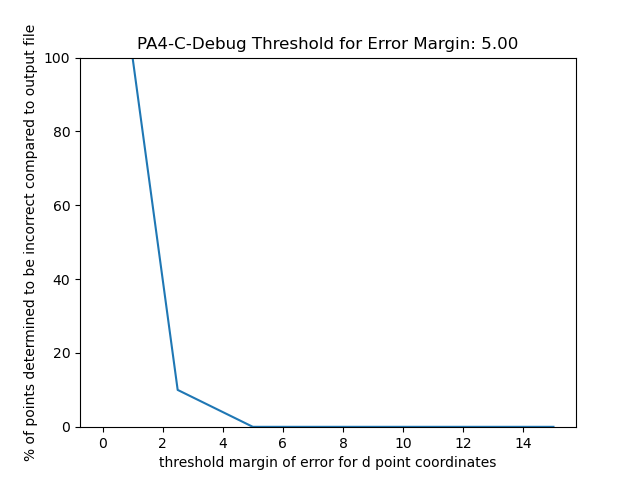 PA4-C-Debug Threshold for Error Margin: 5.00
% of points determined to be incorrect compared to output file
100
80
60
40
20
0
0 2 4 6 8 10 12 14
threshold margin of error for d point coordinates